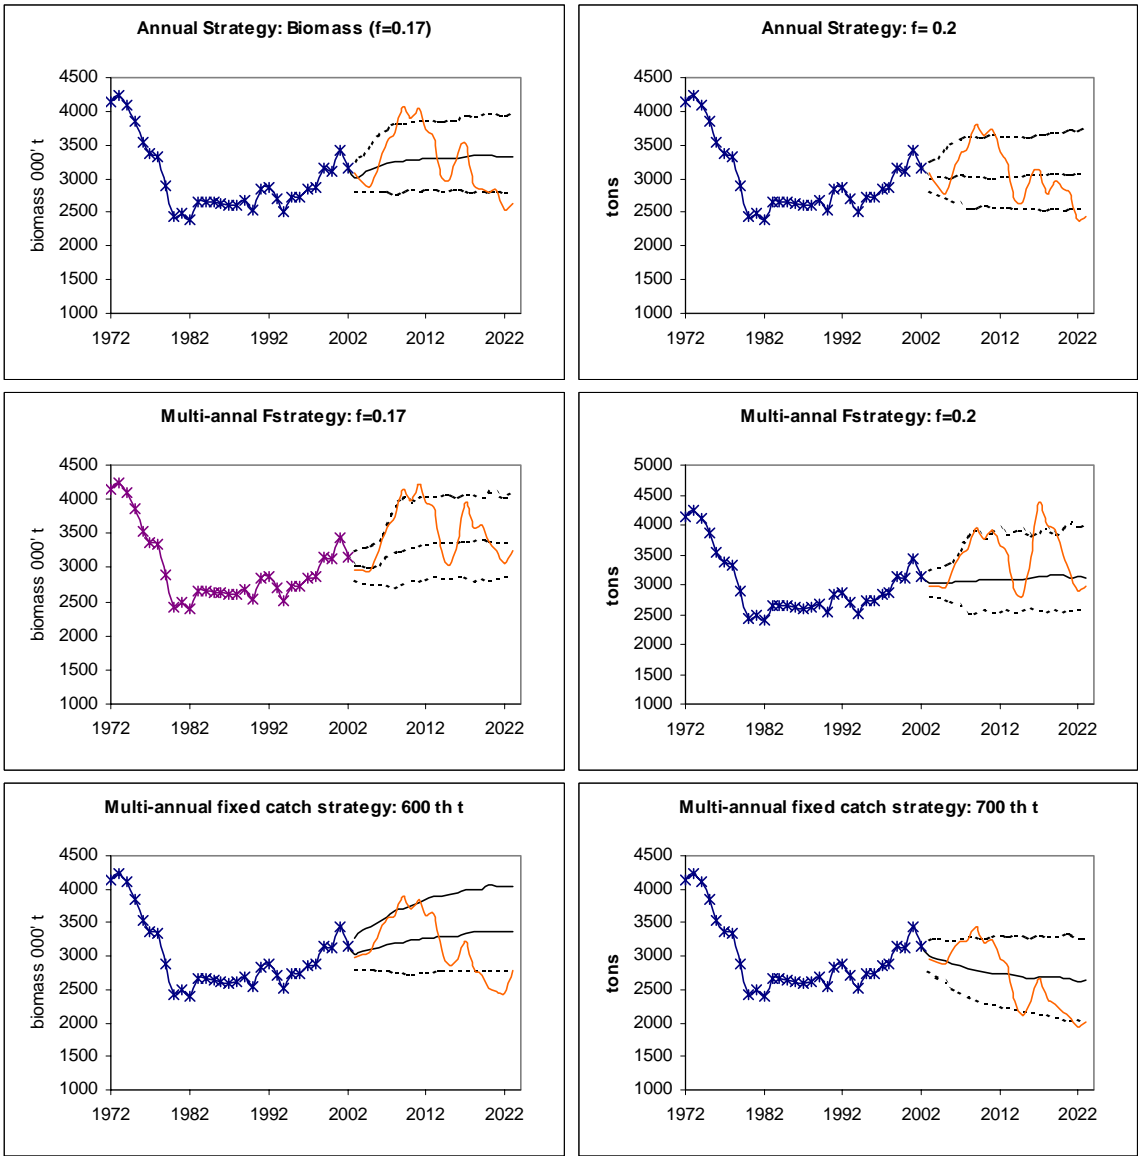 Annual Strategy: Biomass (f=0.17)
biomass 000' t
4500
4000
3500
3000
2500
2000
1500
1000
1972 1982 1992 2002 2012 2022
Annual Strategy: f= 0.2
tons
4500
4000
3500
3000
2500
2000
1500
1000
1972 1982 1992 2002 2012 2022
Multi-annal Fstrategy: f=0.17
biomass 000' t
4500
4000
3500
3000
2500
2000
1500
1000
1972 1982 1992 2002 2012 2022
Multi-annal Fstrategy: f=0.2
tons
5000
4500
4000
3500
3000
2500
2000
1500
1000
1972 1982 1992 2002 2012 2022
Multi-annual fixed catch strategy: 600 th t
biomass 000' t
4500
4000
3500
3000
2500
2000
1500
1000
1972 1982 1992 2002 2012 2022
Multi-annual fixed catch strategy: 700 th t
tons
4500
4000
3500
3000
2500
2000
1500
1000
1972 1982 1992 2002 2012 2022